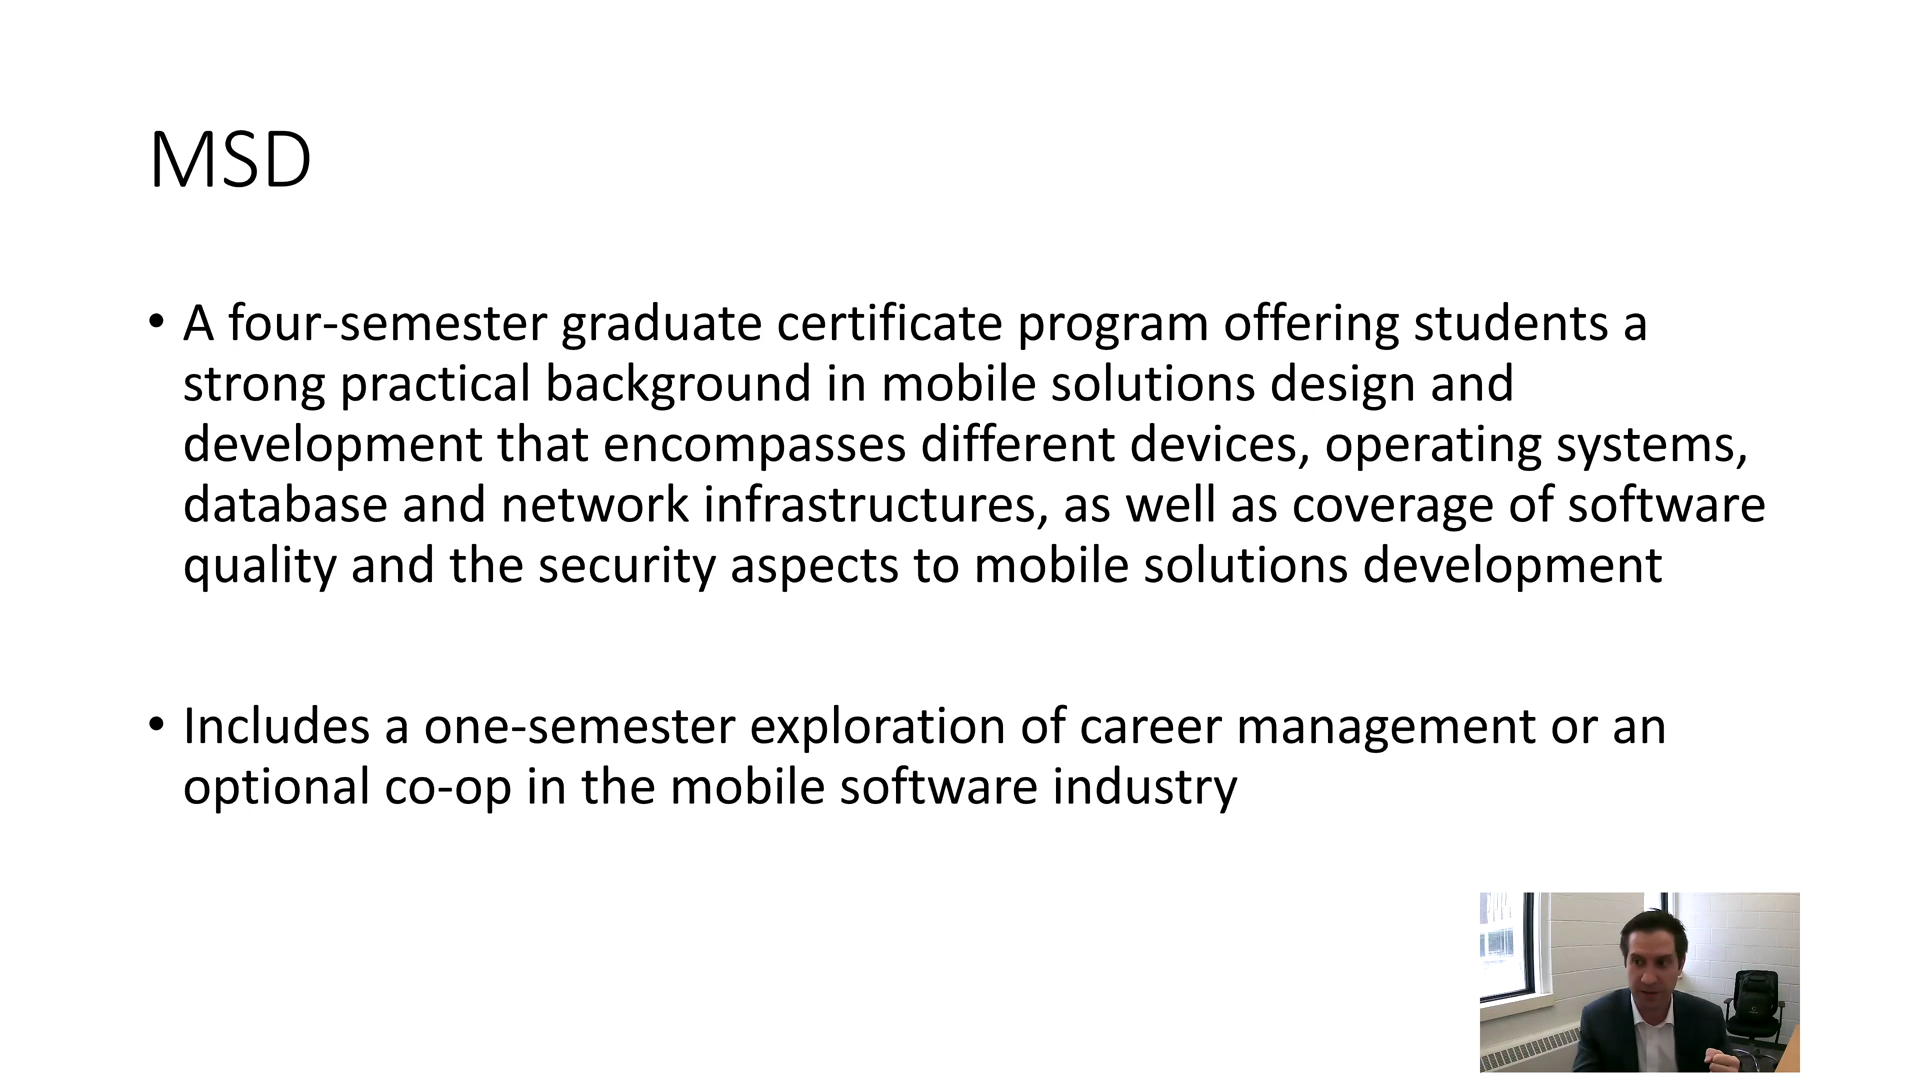 MSD
• A four-semester graduate certificate program offering students a
strong practical background in mobile solutions design and
development that encompasses different devices, operating systems,
database and network infrastructures, as well as coverage of software
quality and the security aspects to mobile solutions development
• Includes a one-semester exploration of career management or an
optional co-op in the mobile software industry